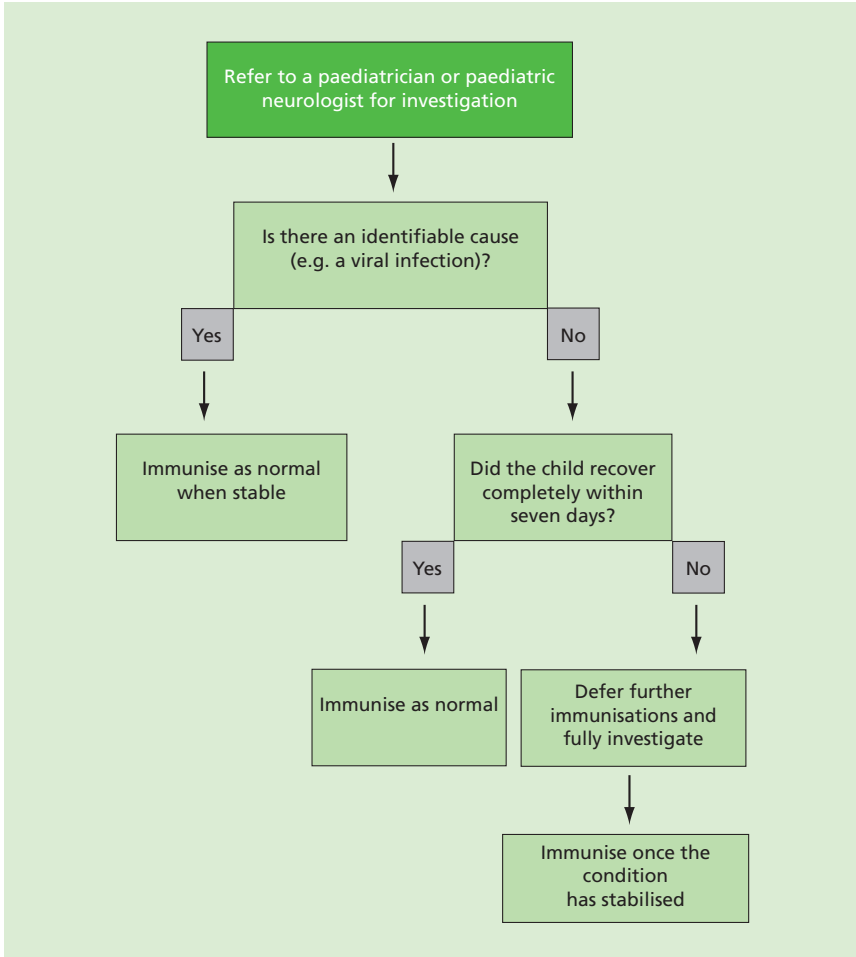 Refer to a paediatrician or paediatric
neurologist for investigation
Is there an identifiable cause
(e.g. a viral infection)?
Yes
No
Immunise as normal
when stable
Did the child recover
completely within
seven days?
Yes
No
Immunise as normal
Defer further
immunisations and
fully investigate
Immunise once the
condition
has stabilised